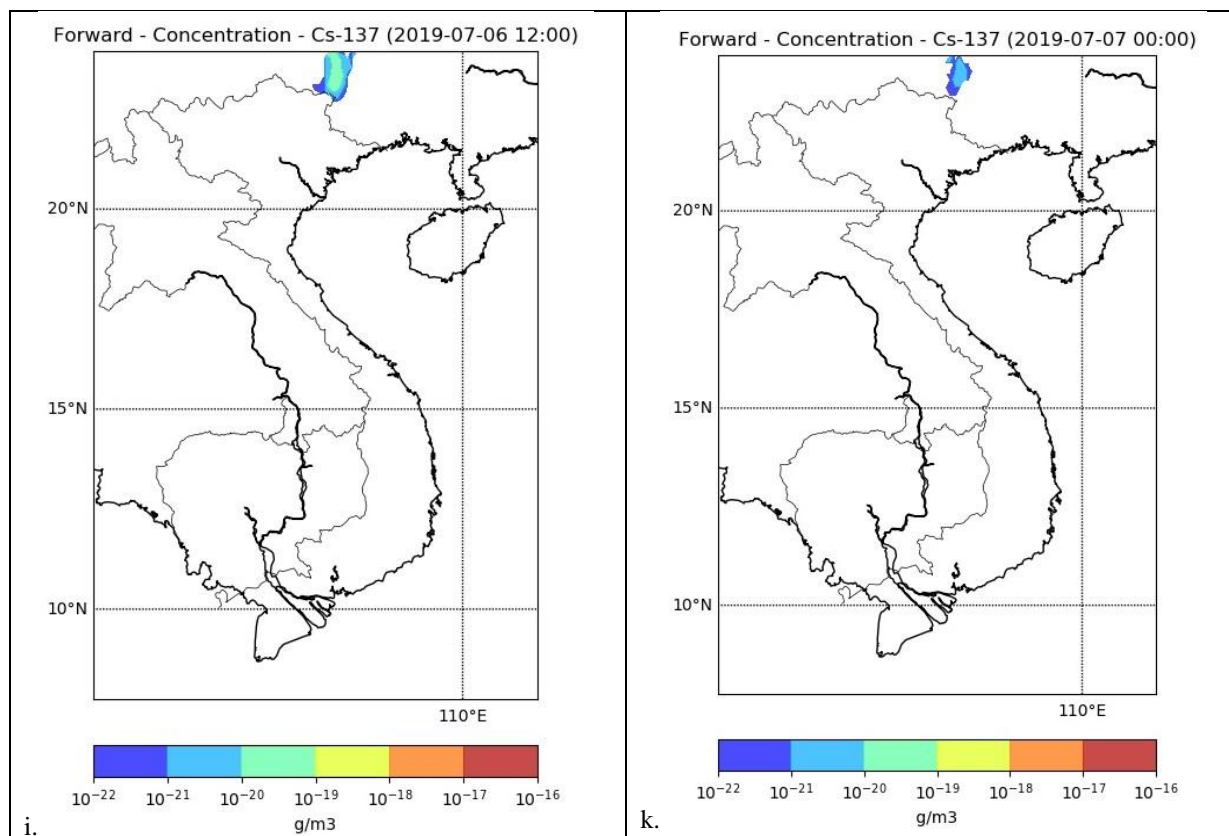 Forward - Concentration - Cs-137 (2019-07-06 12:00)
20°N
15°N
10°N
110°E
10⁻²² 10⁻²¹ 10⁻²⁰ 10⁻¹⁹ 10⁻¹⁸ 10⁻¹⁷ 10⁻¹⁶
g/m3
i.
Forward - Concentration - Cs-137 (2019-07-07 00:00)
20°N
15°N
10°N
110°E
10⁻²² 10⁻²¹ 10⁻²⁰ 10⁻¹⁹ 10⁻¹⁸ 10⁻¹⁷ 10⁻¹⁶
g/m3
k.